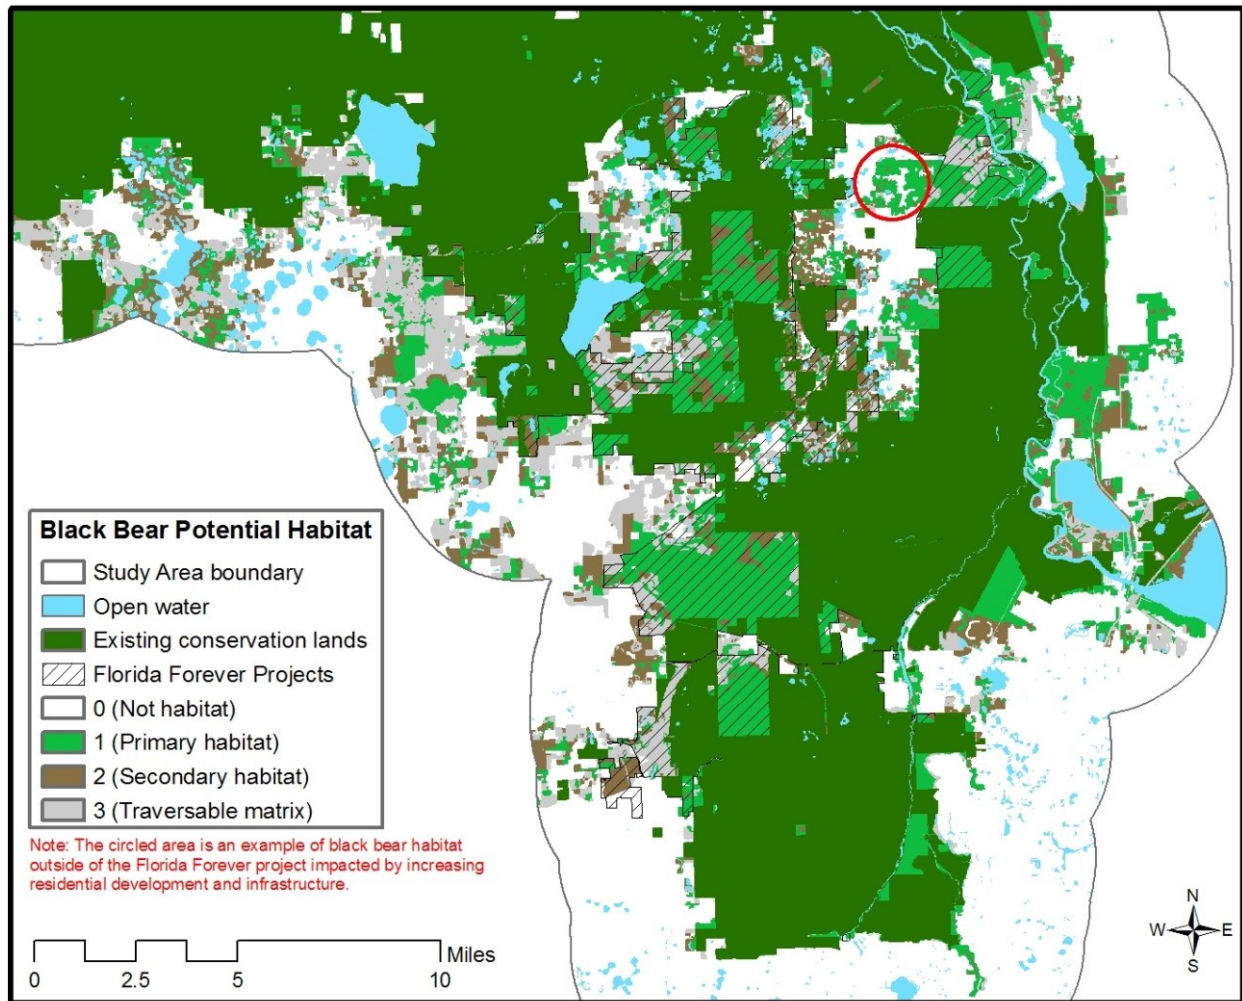 Black Bear Potential Habitat
Study Area boundary
Open water
Existing conservation lands
Florida Forever Projects
0 (Not habitat)
1 (Primary habitat)
2 (Secondary habitat)
3 (Traversable matrix)
Note: The circled area is an example of black bear habitat
outside of the Florida Forever project impacted by increasing
residential development and infrastructure.
Miles
0 2.5 5 10
N
W E
S